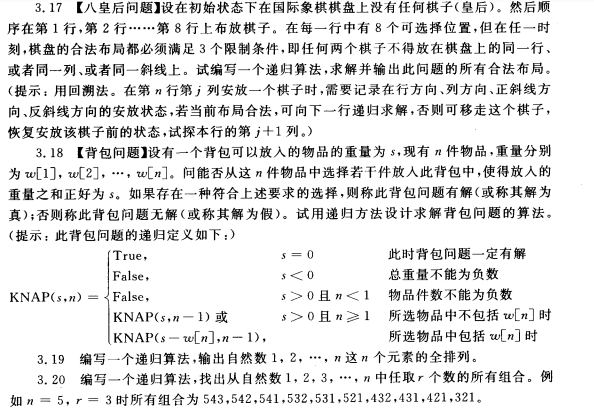 3.17 【八皇后问题】设在初始状态下在国际象棋棋盘上没有任何棋子(皇后)。然后顺
序在第1行,第2行……第8行上布放棋子。在每一行中有8个可选择位置,但在任一时
刻,棋盘的合法布局都必须满足3个限制条件,即任何两个棋子不得放在棋盘上的同一行、
或者同一列、或者同一斜线上。试编写一个递归算法,求解并输出此问题的所有合法布局。
(提示:用回溯法。在第n行第j列安放一个棋子时,需要记录在行方向、列方向、正斜线方
向、反斜线方向的安放状态,若当前布局合法,可向下一行递归求解,否则可移走这个棋子,
恢复安放该棋子前的状态,试探本行的第j+1列。)
3.18 【背包问题】设有一个背包可以放入的物品的重量为s,现有n件物品,重量分别
为w[1],w[2],…,w[n]。问能否从这n件物品中选择若干件放入此背包中,使得放入的
重量之和正好为s。如果存在一种符合上述要求的选择,则称此背包问题有解(或称其解为
真);否则称此背包问题无解(或称其解为假)。试用递归方法设计求解背包问题的算法。
(提示:此背包问题的递归定义如下:)
True, s=0 此时背包问题一定有解
False, s<0 总重量不能为负数
KNAP(s,n)= False, s>0且n<1 物品件数不能为负数
KNAP(s,n-1)或 s>0且n≥1 所选物品中不包括w[n]时
KNAP(s-w[n],n-1), 所选物品中包括w[n]时
3.19 编写一个递归算法,输出自然数1,2,…,n这n个元素的全排列。
3.20 编写一个递归算法,找出从自然数1,2,3,…,n中任取r个数的所有组合。例
如n=5,r=3时所有组合为543,542,541,532,531,521,432,431,421,321。